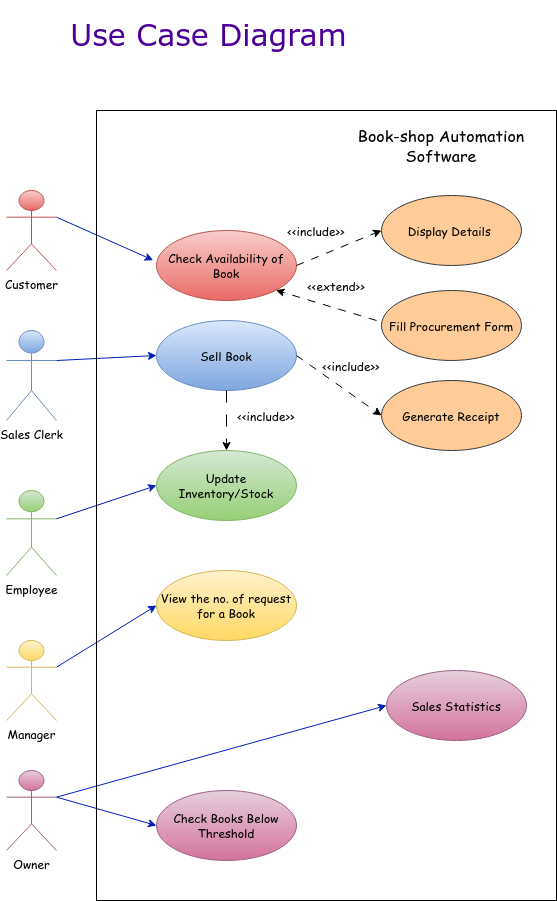 Use Case Diagram
Book-shop Automation
Software
<<include>>
Display Details
Check Availability of
Book
Customer
<<extend>>
Fill Procurement Form
Sell Book
<<include>>
Sales Clerk
<<include>>
Generate Receipt
Update
Inventory/Stock
Employee
View the no. of request
for a Book
Manager
Sales Statistics
Check Books Below
Threshold
Owner